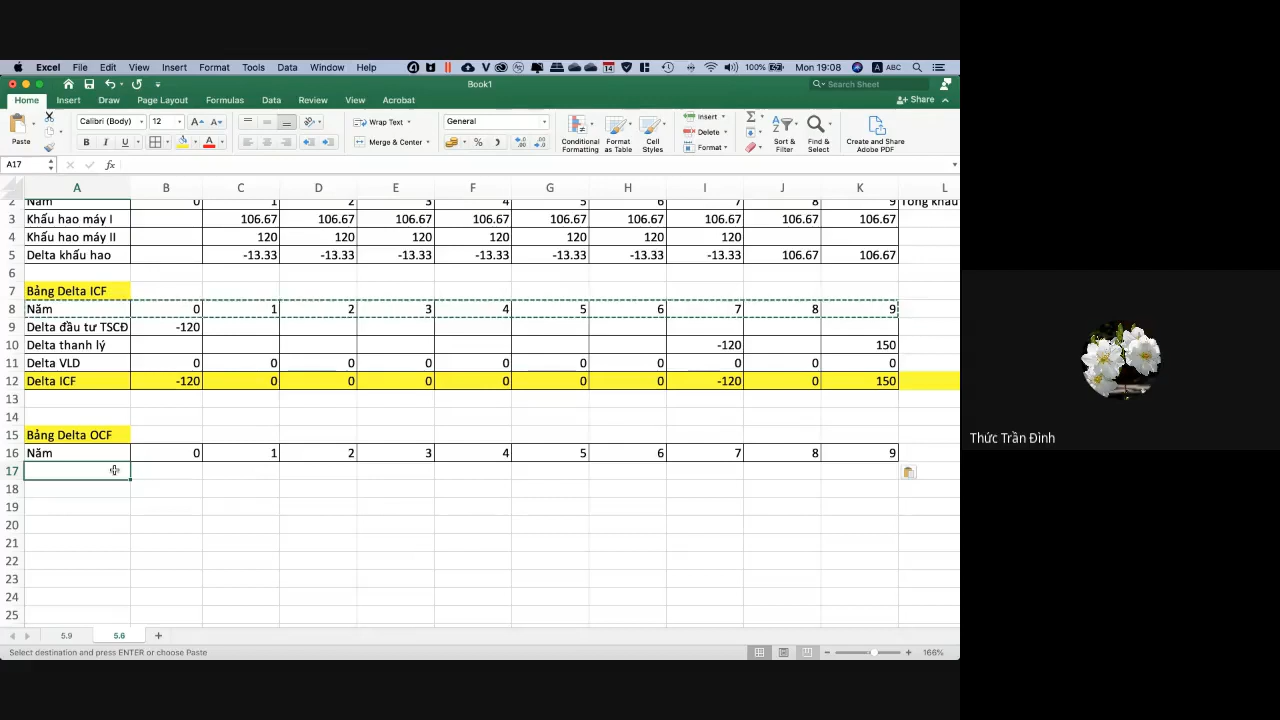 Excel File Edit View Insert Format Tools Data Window Help 100% Mon 19:08 ABC
Book1 Search Sheet
Home Insert Draw Page Layout Formulas Data Review View Acrobat Share
Paste Calibri (Body) 12 Wrap Text General Insert
B I U Merge & Center Conditional Formatting Format as Table Cell Styles Delete Format Sort & Filter Find & Select Create and Share Adobe PDF
A17 fx
A B C D E F G H I J K L
2 Năm 0 1 2 3 4 5 6 7 8 9 Tổng khấu
3 Khấu hao máy I 106.67 106.67 106.67 106.67 106.67 106.67 106.67 106.67 106.67
4 Khấu hao máy II 120 120 120 120 120 120 120
5 Delta khấu hao -13.33 -13.33 -13.33 -13.33 -13.33 -13.33 -13.33 106.67 106.67
6
7 Bảng Delta ICF
8 Năm 0 1 2 3 4 5 6 7 8 9
9 Delta đầu tư TSCĐ -120
10 Delta thanh lý -120 150
11 Delta VLD 0 0 0 0 0 0 0 0 0 0
12 Delta ICF -120 0 0 0 0 0 0 -120 0 150
13
14
15 Bảng Delta OCF
16 Năm 0 1 2 3 4 5 6 7 8 9
17
18
19
20
21
22
23
24
25
5.9 5.6 +
Select destination and press ENTER or choose Paste 166%
Thức Trần Đình